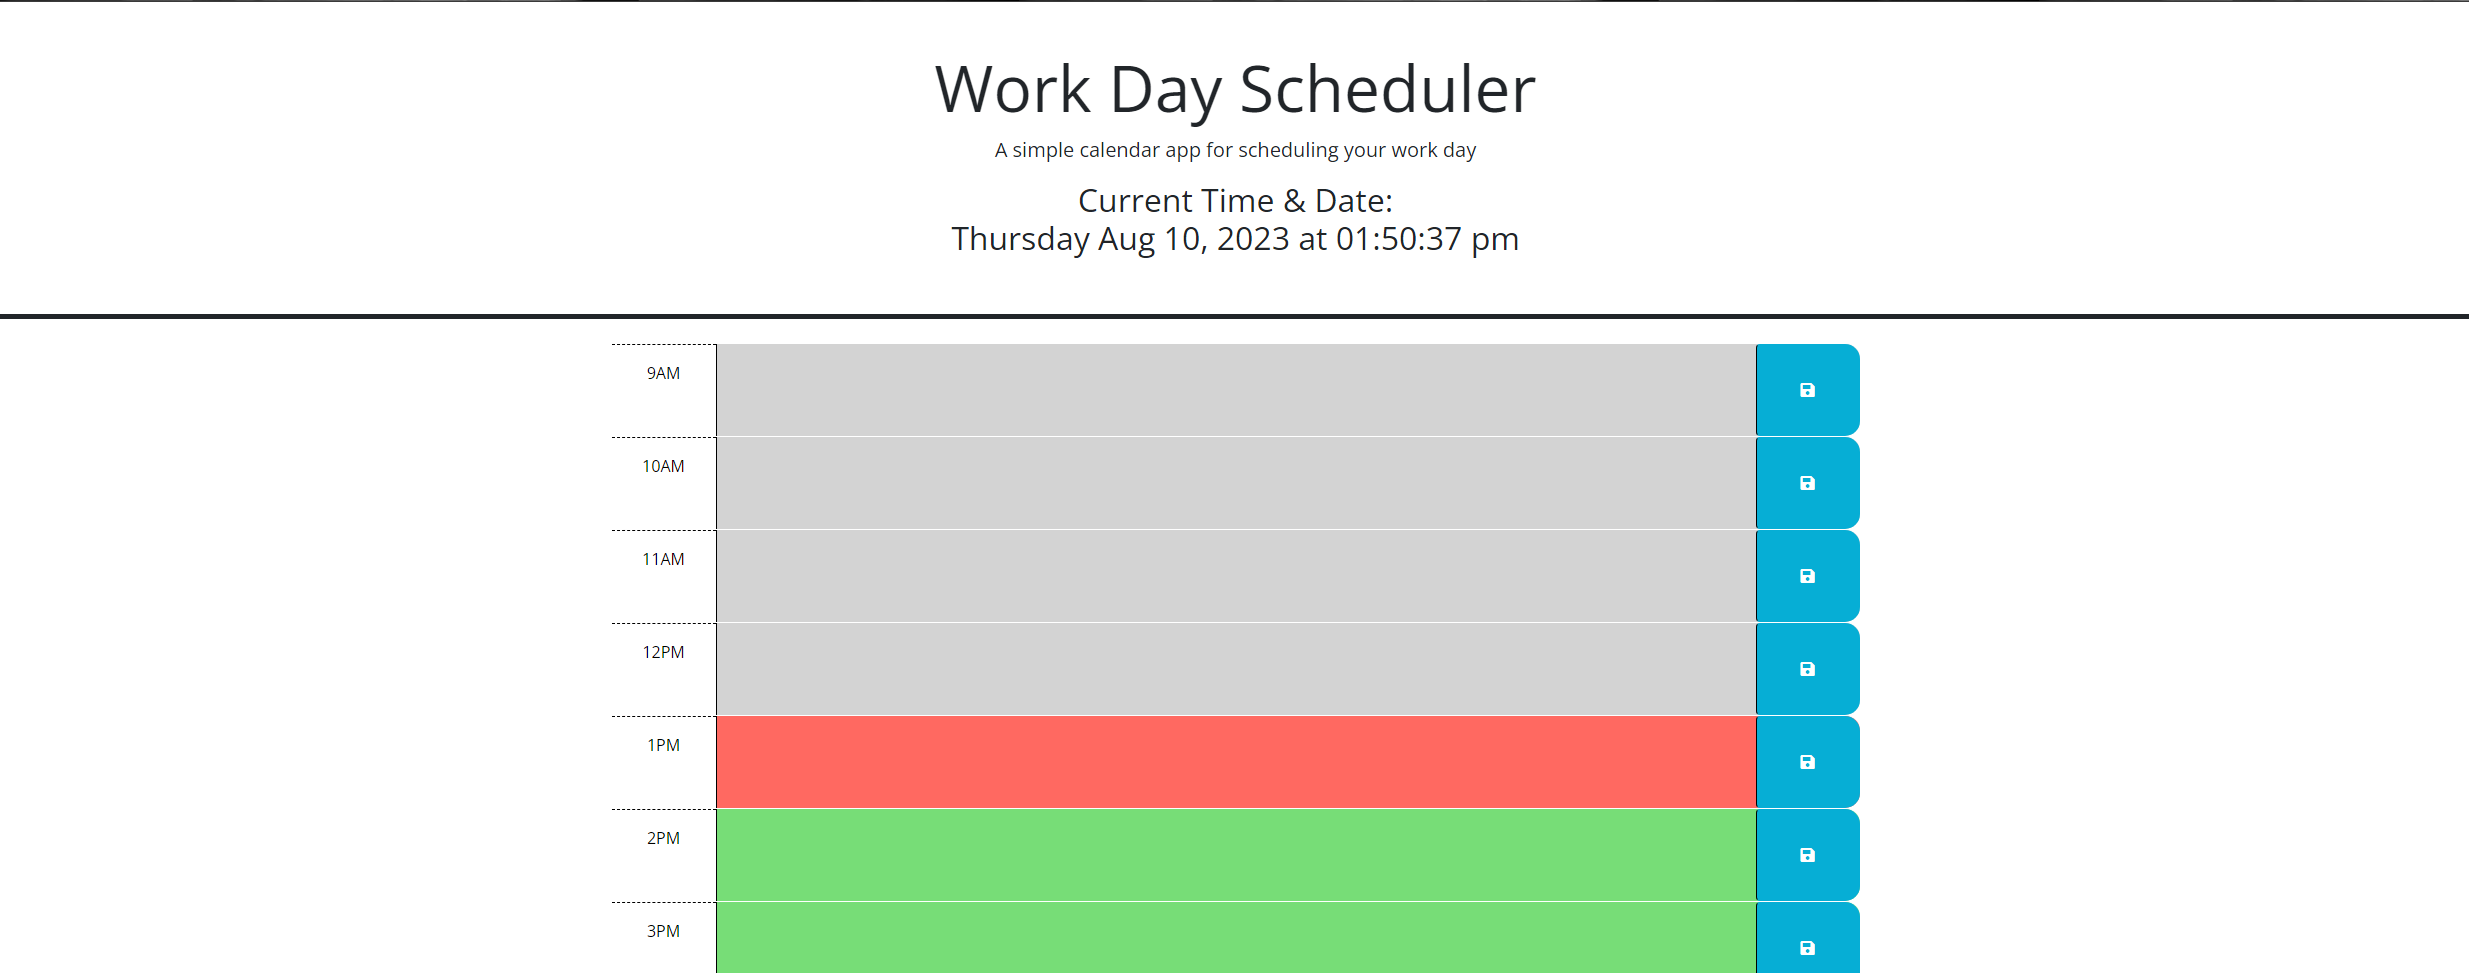 Work Day Scheduler
A simple calendar app for scheduling your work day
Current Time & Date:
Thursday Aug 10, 2023 at 01:50:37 pm
9AM
10AM
11AM
12PM
1PM
2PM
3PM